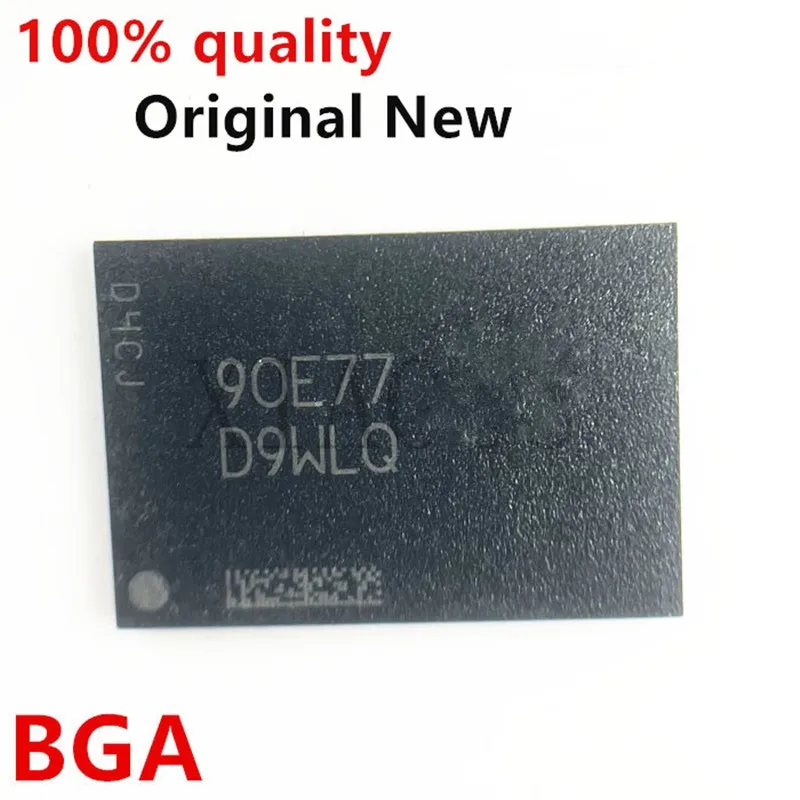 100% quality
Original New
D4CJ
90E77
D9WLQ
BGA